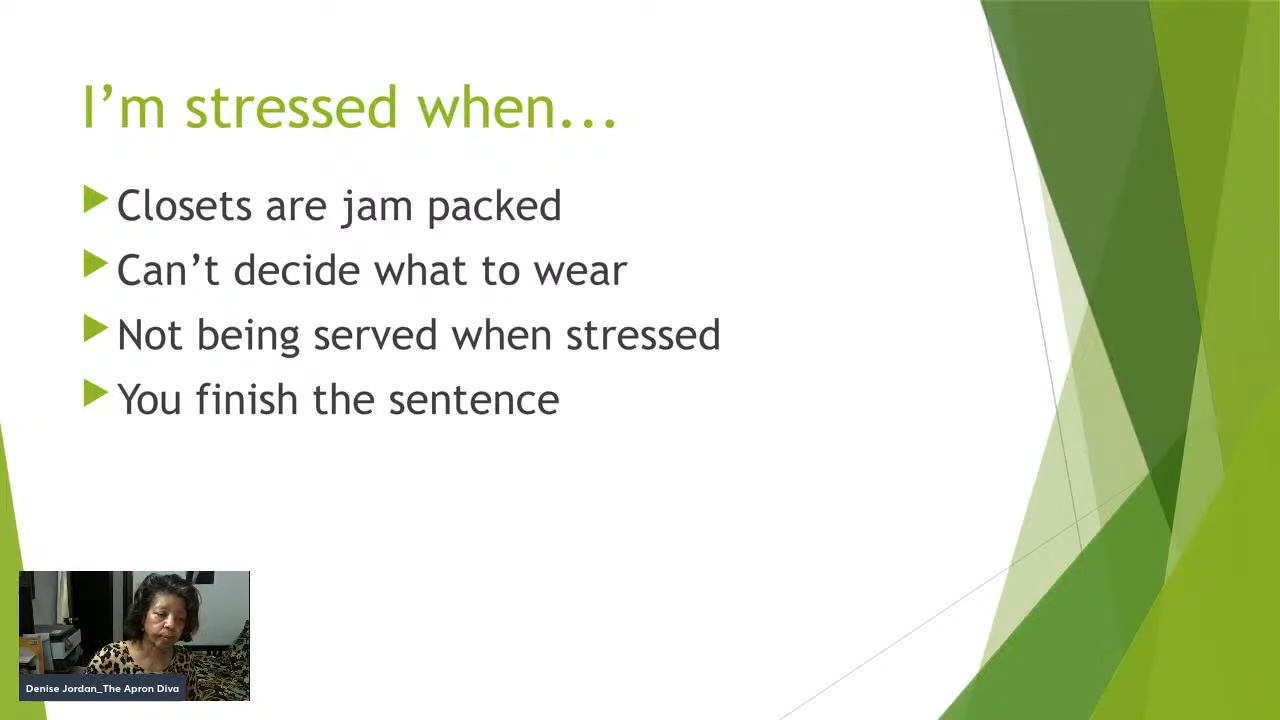 I’m stressed when...
Closets are jam packed
Can’t decide what to wear
Not being served when stressed
You finish the sentence
Denise Jordan_The Apron Diva